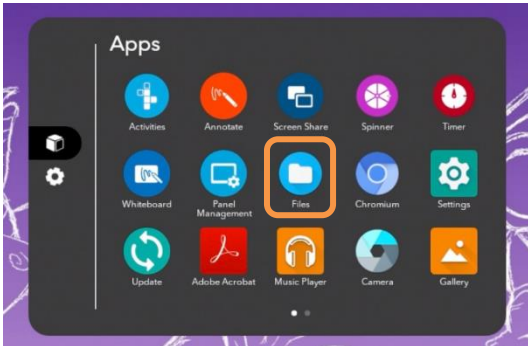 Apps
Activities
Annotate
Screen Share
Spinner
Timer
Whiteboard
Panel
Management
Files
Chromium
Settings
Update
Adobe Acrobat
Music Player
Camera
Gallery